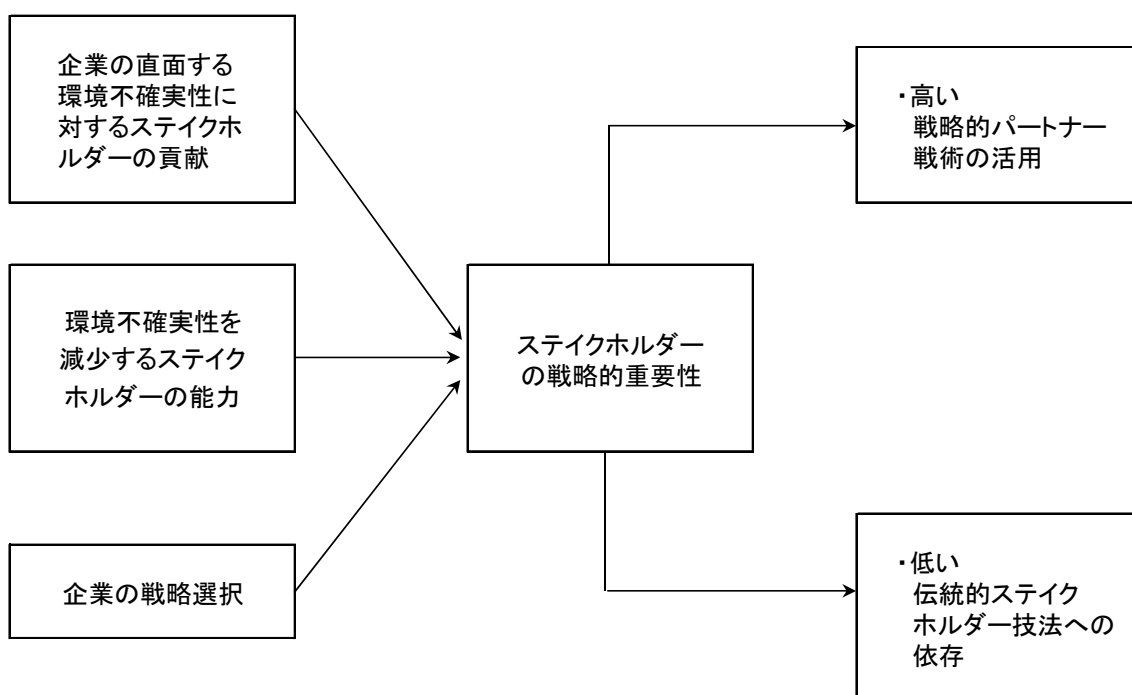 企業の直面する
環境不確実性に
対するステイクホ
ルダーの貢献
環境不確実性を
減少するステイク
ホルダーの能力
企業の戦略選択
ステイクホルダー
の戦略的重要性
・高い
戦略的パートナー
戦術の活用
・低い
伝統的ステイク
ホルダー技法への
依存